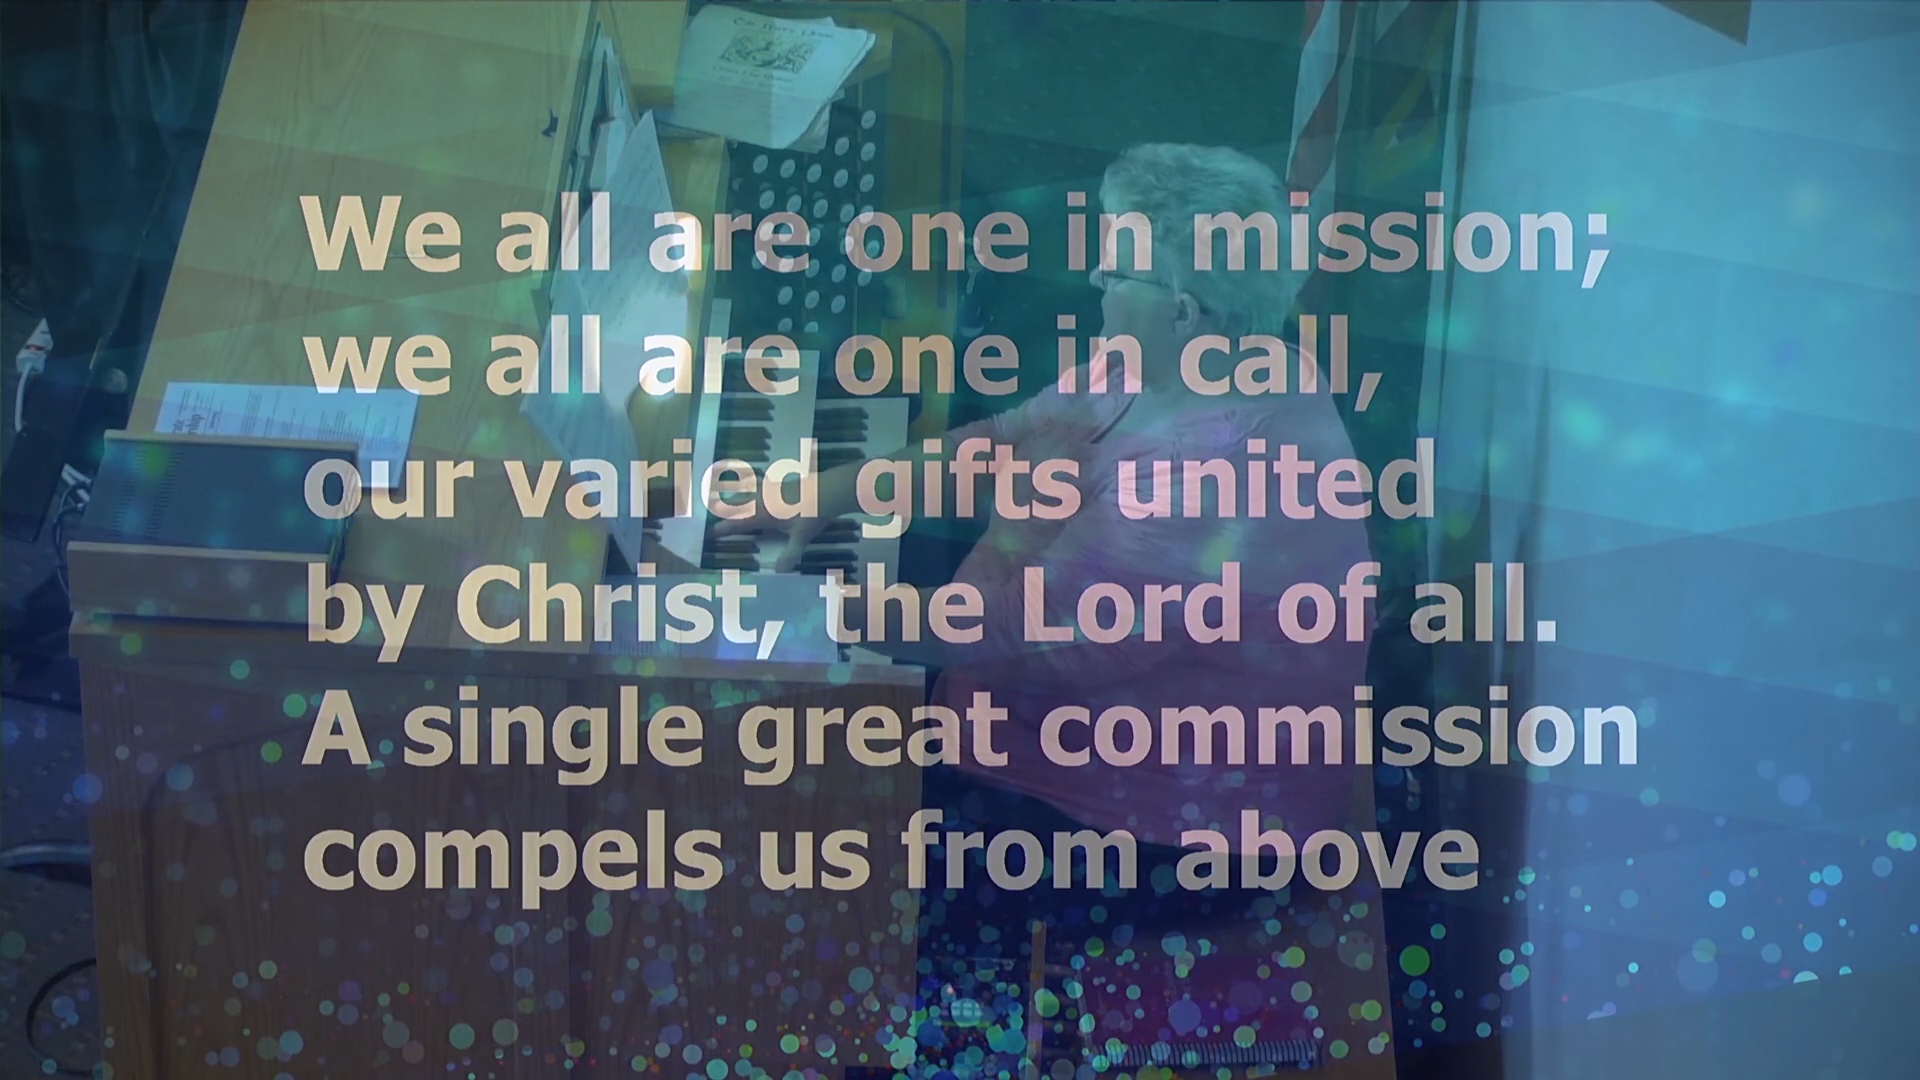 We all are one in mission;
we all are one in call,
our varied gifts united
by Christ, the Lord of all.
A single great commission
compels us from above